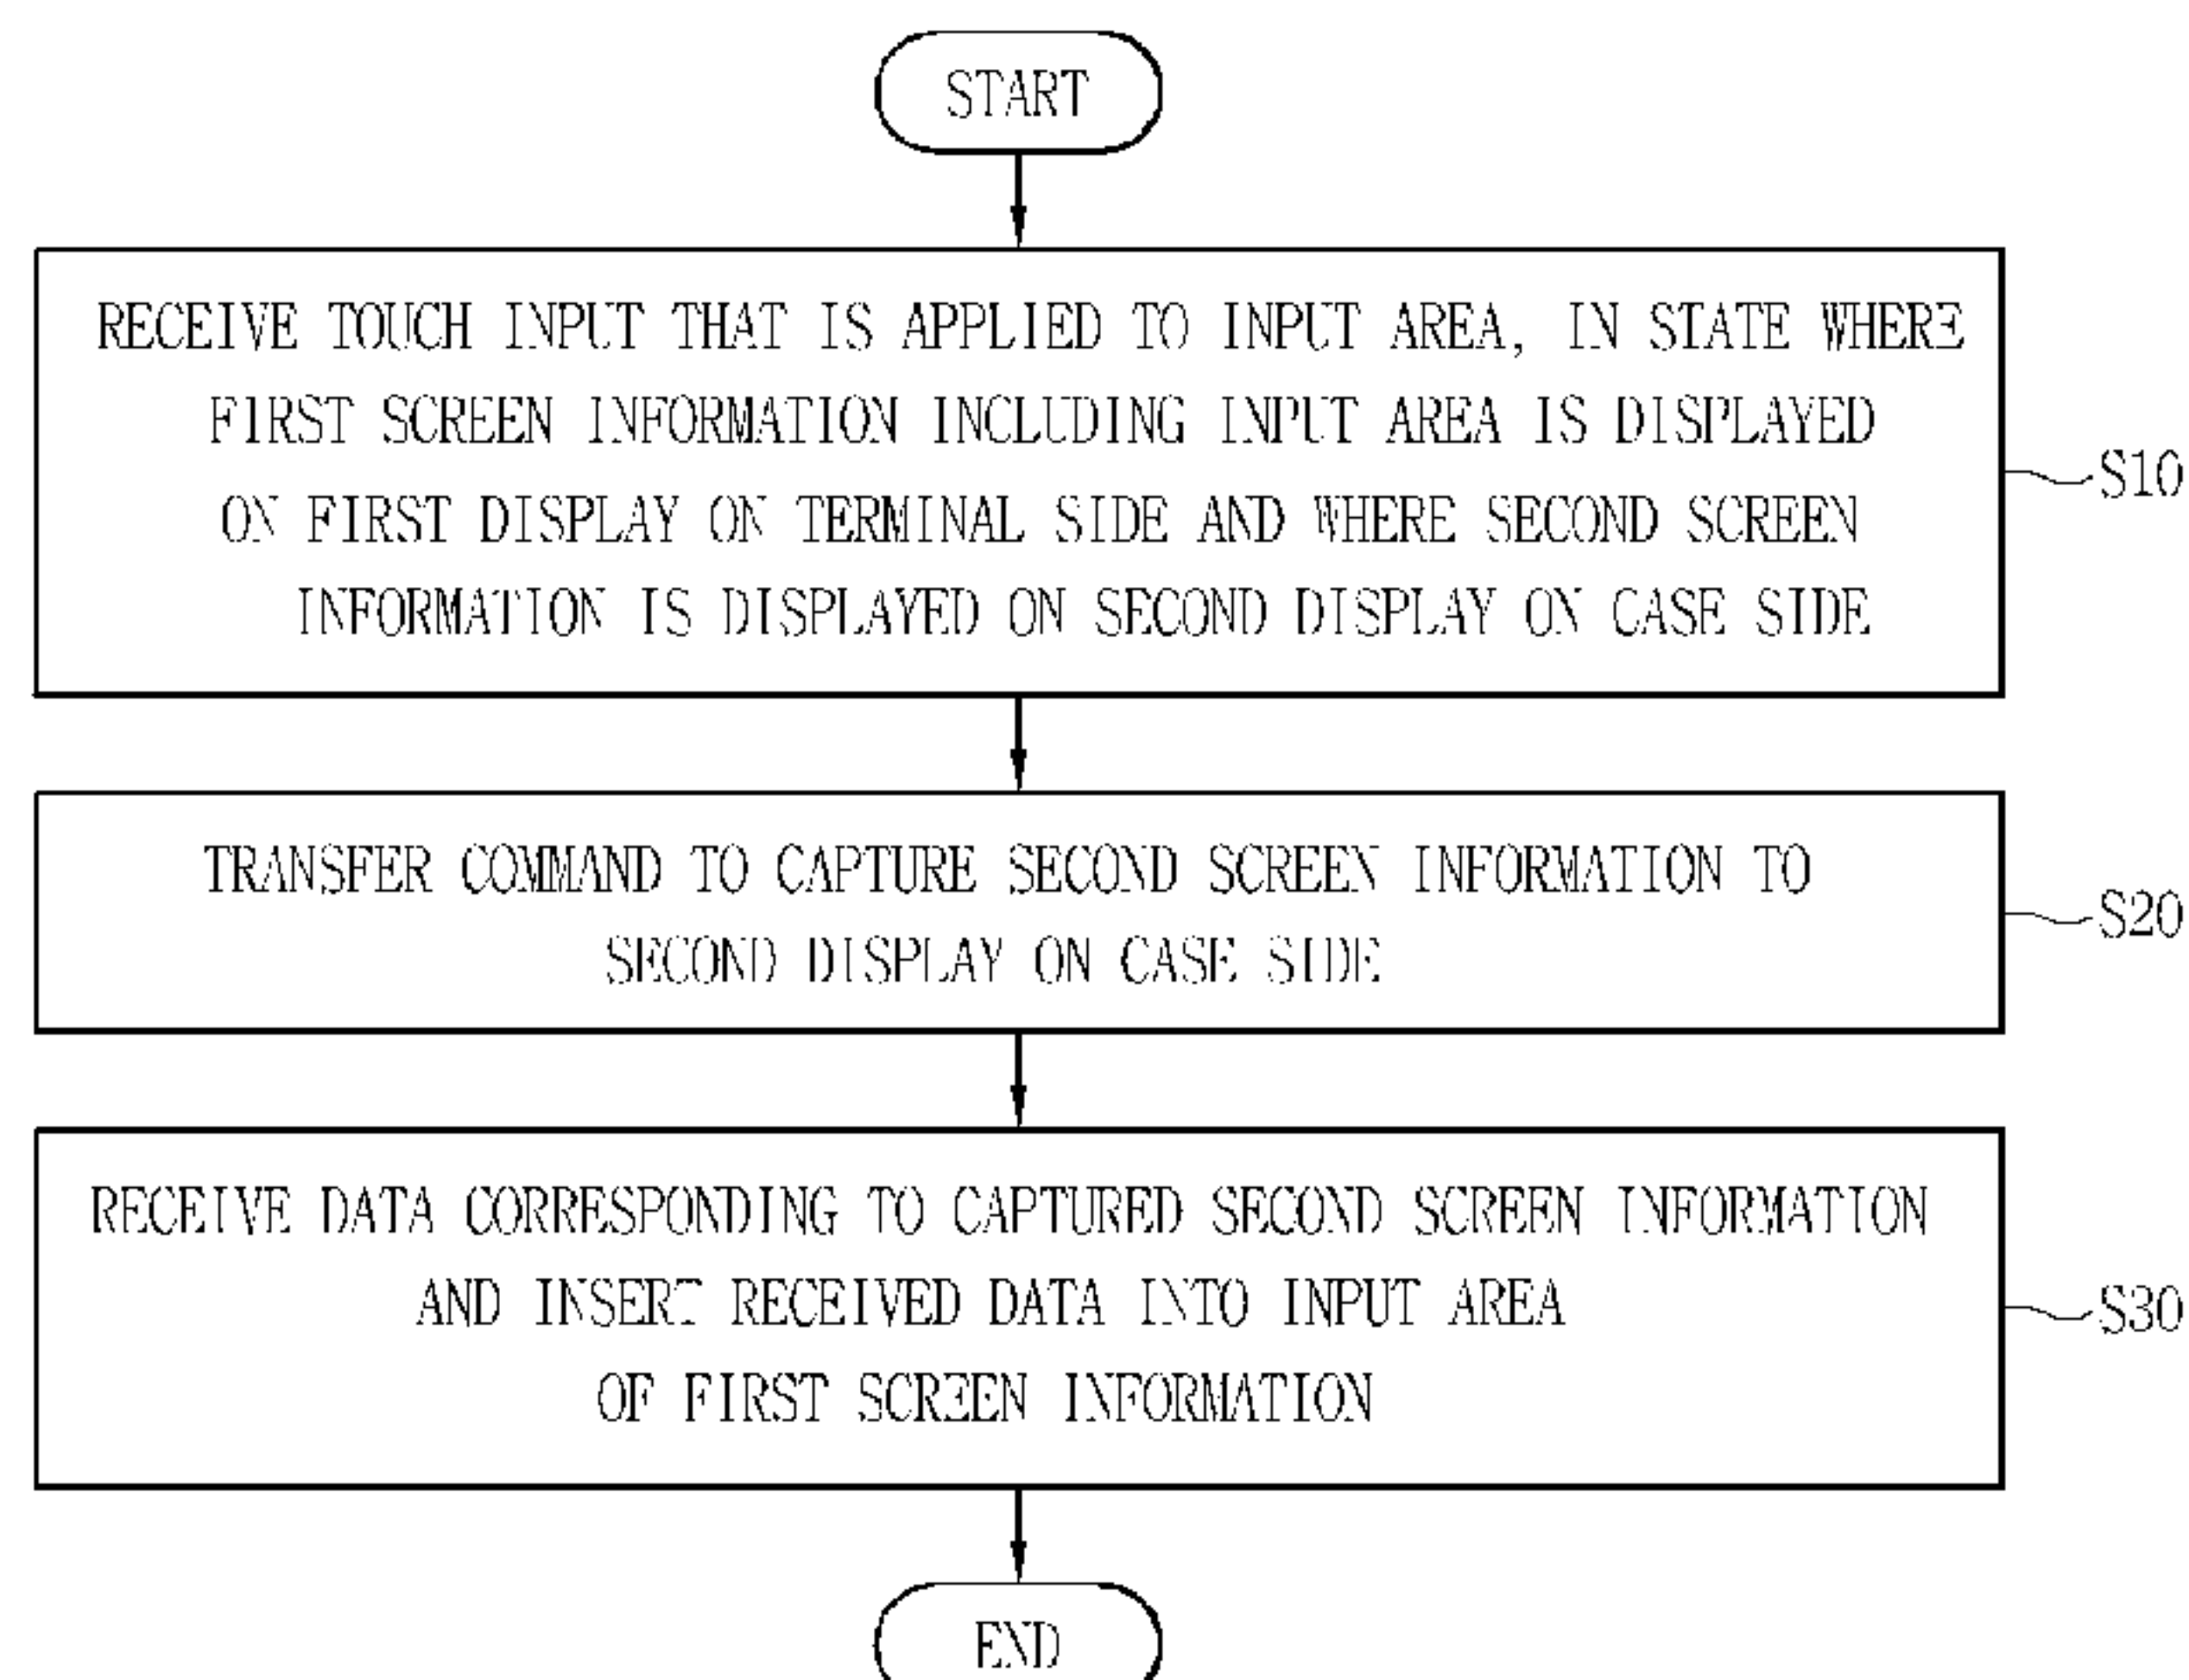 START
RECEIVE TOUCH INPUT THAT IS APPLIED TO INPUT AREA, IN STATE WHERE
FIRST SCREEN INFORMATION INCLUDING INPUT AREA IS DISPLAYED
ON FIRST DISPLAY ON TERMINAL SIDE AND WHERE SECOND SCREEN
INFORMATION IS DISPLAYED ON SECOND DISPLAY ON CASE SIDE
S10
TRANSFER COMMAND TO CAPTURE SECOND SCREEN INFORMATION TO
SECOND DISPLAY ON CASE SIDE
S20
RECEIVE DATA CORRESPONDING TO CAPTURED SECOND SCREEN INFORMATION
AND INSERT RECEIVED DATA INTO INPUT AREA
OF FIRST SCREEN INFORMATION
S30
END